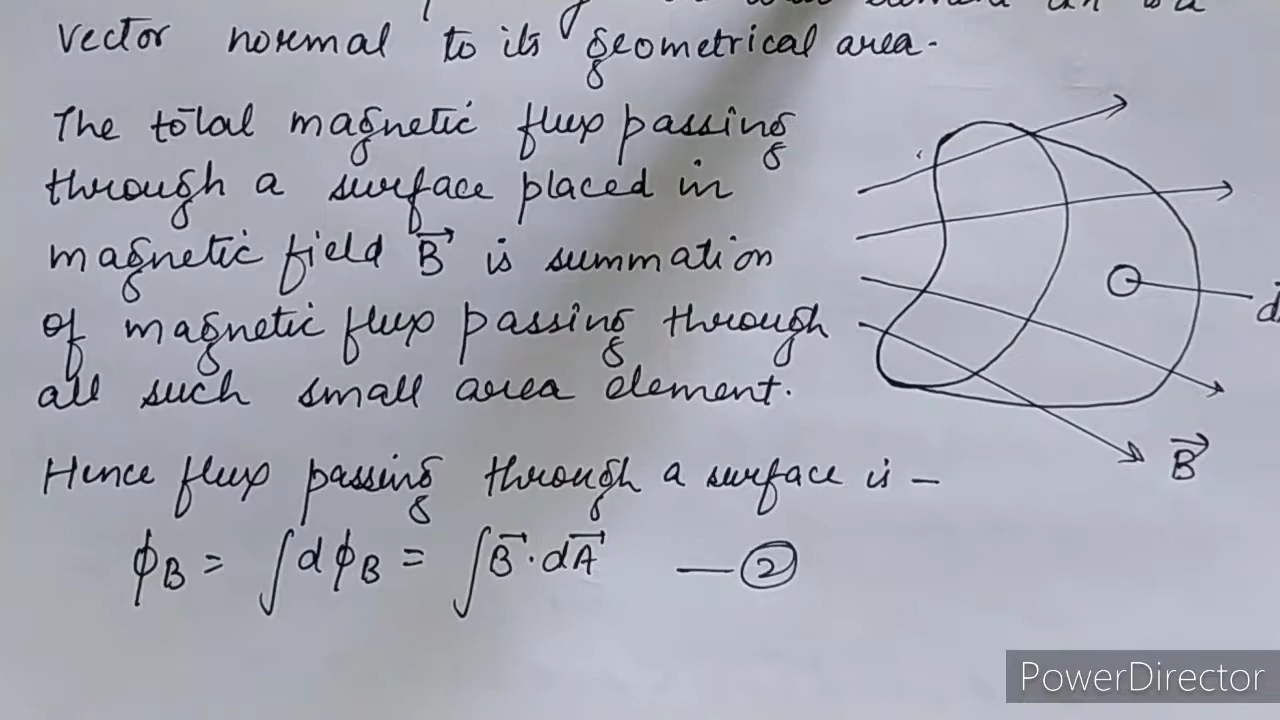 vector normal to its geometrical area.
The total magnetic flux passing
through a surface placed in
magnetic field B⃗ is summation
of magnetic flux passing through
all such small area element.
Hence flux passing through a surface is –
ϕB = ∫dϕB = ∫B⃗·dA⃗ — ②
d
B⃗
PowerDirector